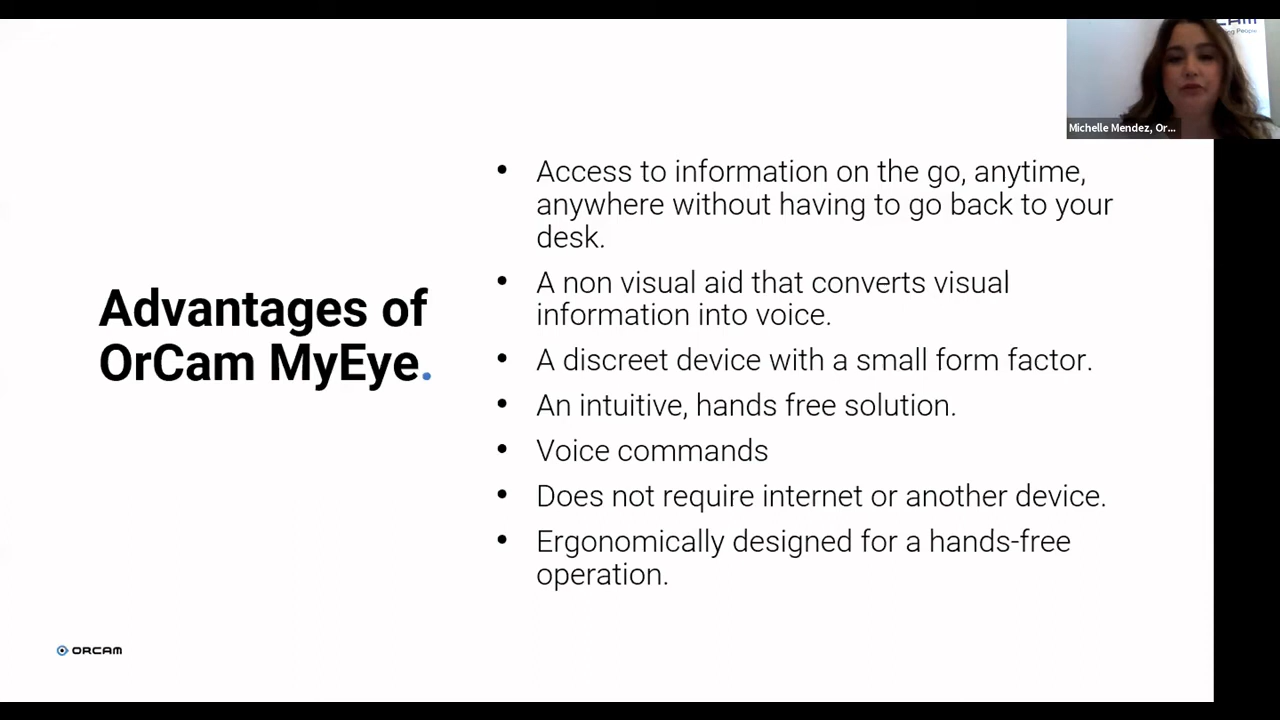 Michelle Mendez, Or...
Advantages of
OrCam MyEye.
• Access to information on the go, anytime,
anywhere without having to go back to your
desk.
• A non visual aid that converts visual
information into voice.
• A discreet device with a small form factor.
• An intuitive, hands free solution.
• Voice commands
• Does not require internet or another device.
• Ergonomically designed for a hands-free
operation.
ORCAM